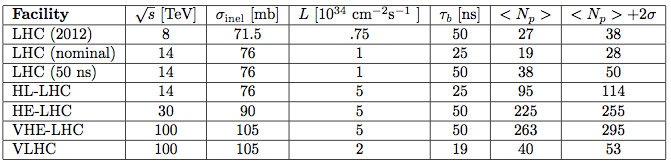 Facility √s [TeV] σinel [mb] L [10^34 cm^−2 s^−1 ] τb [ns] < Np > < Np > +2σ
LHC (2012) 8 71.5 .75 50 27 38
LHC (nominal) 14 76 1 25 19 28
LHC (50 ns) 14 76 1 50 38 50
HL-LHC 14 76 5 25 95 114
HE-LHC 30 90 5 50 225 255
VHE-LHC 100 105 5 50 263 295
VLHC 100 105 2 19 40 53